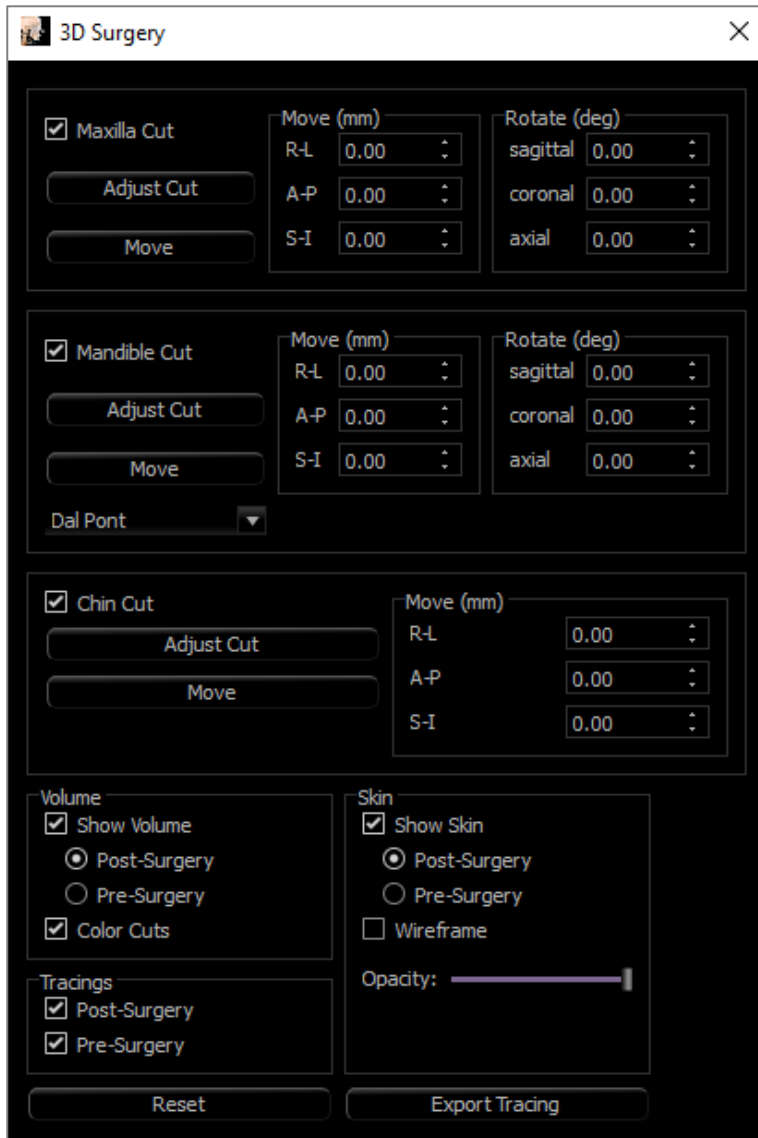 3D Surgery
Maxilla Cut
Adjust Cut
Move
Move (mm)
R-L 0.00
A-P 0.00
S-I 0.00
Rotate (deg)
sagittal 0.00
coronal 0.00
axial 0.00
Mandible Cut
Adjust Cut
Move
Dal Pont
Move (mm)
R-L 0.00
A-P 0.00
S-I 0.00
Rotate (deg)
sagittal 0.00
coronal 0.00
axial 0.00
Chin Cut
Adjust Cut
Move
Move (mm)
R-L 0.00
A-P 0.00
S-I 0.00
Volume
Show Volume
Post-Surgery
Pre-Surgery
Color Cuts
Tracings
Post-Surgery
Pre-Surgery
Skin
Show Skin
Post-Surgery
Pre-Surgery
Wireframe
Opacity:
Reset
Export Tracing